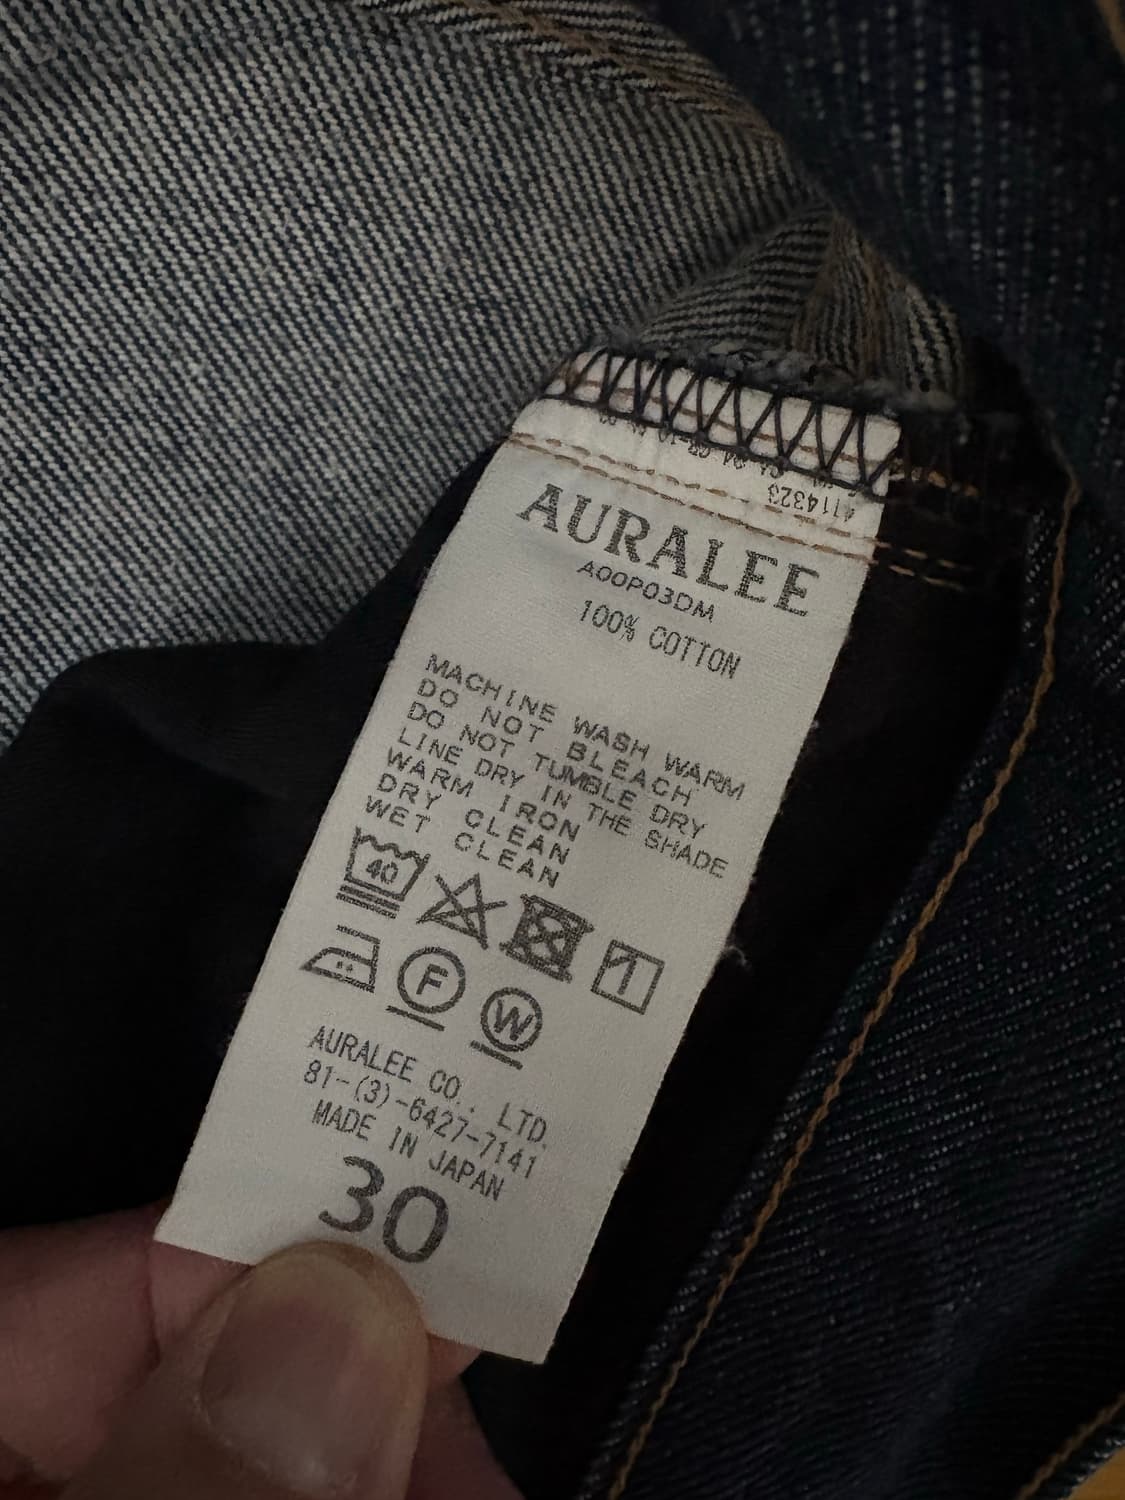 4114323
AURALEE
A00P03DM
100% COTTON
MACHINE WASH WARM
DO NOT BLEACH
DO NOT TUMBLE DRY
LINE DRY IN THE SHADE
WARM IRON
DRY CLEAN
WET CLEAN
40
F W
AURALEE CO., LTD.
81-(3)-6427-7141
MADE IN JAPAN
30